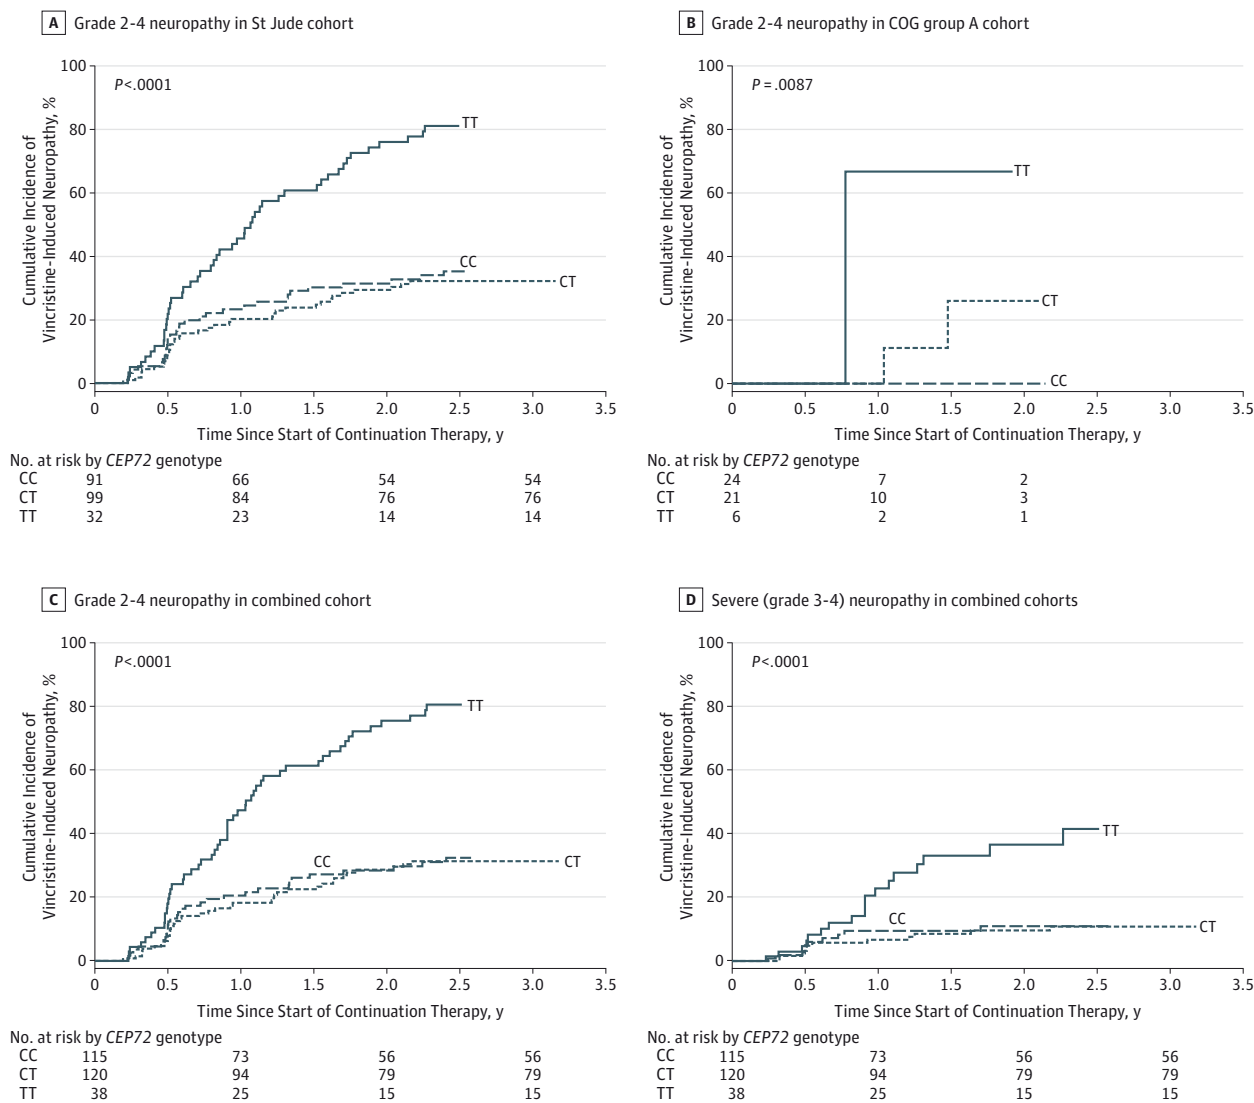 A Grade 2-4 neuropathy in St Jude cohort
Cumulative Incidence of
Vincristine-Induced Neuropathy, %
100
80
60
40
20
0
P<.0001
TT
CC
CT
0 0.5 1.0 1.5 2.0 2.5 3.0 3.5
Time Since Start of Continuation Therapy, y
No. at risk by CEP72 genotype
CC 91 66 54 54
CT 99 84 76 76
TT 32 23 14 14
B Grade 2-4 neuropathy in COG group A cohort
Cumulative Incidence of
Vincristine-Induced Neuropathy, %
100
80
60
40
20
0
P = .0087
TT
CT
CC
0 0.5 1.0 1.5 2.0 2.5 3.0 3.5
Time Since Start of Continuation Therapy, y
No. at risk by CEP72 genotype
CC 24 7 2
CT 21 10 3
TT 6 2 1
C Grade 2-4 neuropathy in combined cohort
Cumulative Incidence of
Vincristine-Induced Neuropathy, %
100
80
60
40
20
0
P<.0001
TT
CC
CT
0 0.5 1.0 1.5 2.0 2.5 3.0 3.5
Time Since Start of Continuation Therapy, y
No. at risk by CEP72 genotype
CC 115 73 56 56
CT 120 94 79 79
TT 38 25 15 15
D Severe (grade 3-4) neuropathy in combined cohorts
Cumulative Incidence of
Vincristine-Induced Neuropathy, %
100
80
60
40
20
0
P<.0001
TT
CC
CT
0 0.5 1.0 1.5 2.0 2.5 3.0 3.5
Time Since Start of Continuation Therapy, y
No. at risk by CEP72 genotype
CC 115 73 56 56
CT 120 94 79 79
TT 38 25 15 15